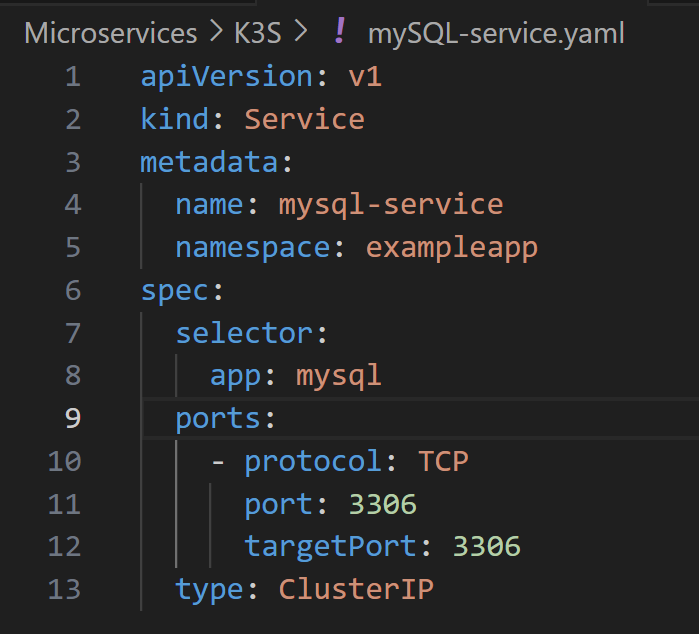 Microservices > K3S > ! mySQL-service.yaml
1 apiVersion: v1
2 kind: Service
3 metadata:
4   name: mysql-service
5   namespace: exampleapp
6 spec:
7   selector:
8     app: mysql
9   ports:
10     - protocol: TCP
11       port: 3306
12       targetPort: 3306
13   type: ClusterIP